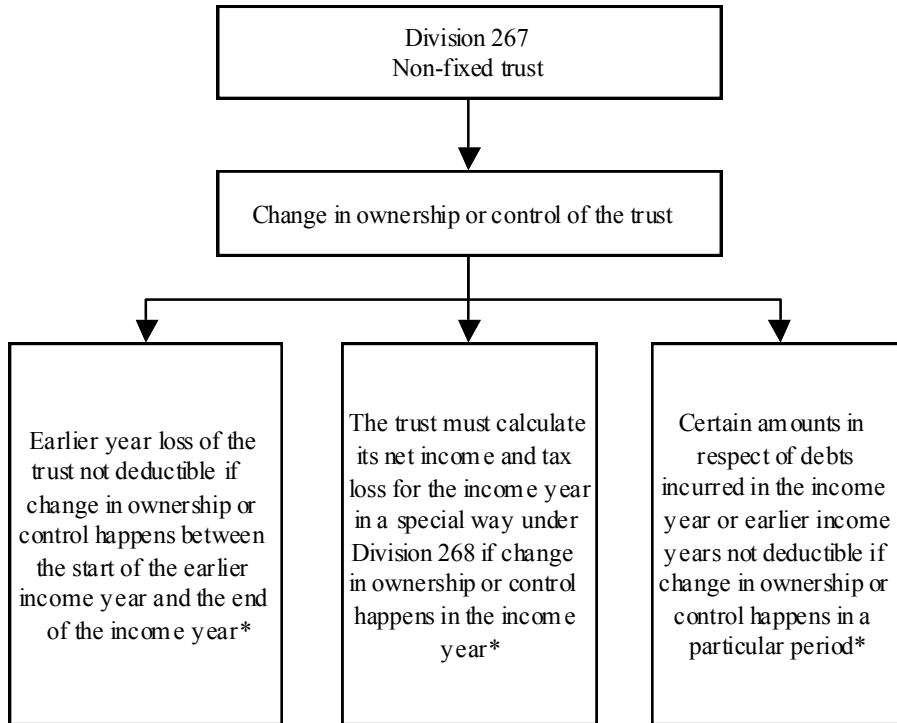 Division 267
Non-fixed trust
Change in ownership or control of the trust
Earlier year loss of the
trust not deductible if
change in ownership or
control happens between
the start of the earlier
income year and the end
of the income year*
The trust must calculate
its net income and tax
loss for the income year
in a special way under
Division 268 if change
in ownership or control
happens in the income
year*
Certain amounts in
respect of debts
incurred in the income
year or earlier income
years not deductible if
change in ownership or
control happens in a
particular period*